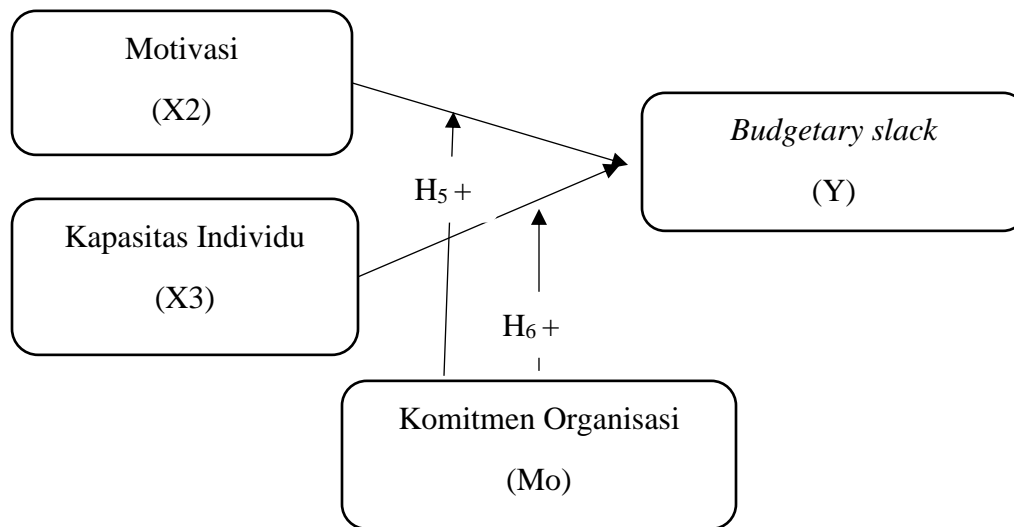 Motivasi
(X2)
Budgetary slack
(Y)
H₅ +
Kapasitas Individu
(X3)
H₆ +
Komitmen Organisasi
(Mo)